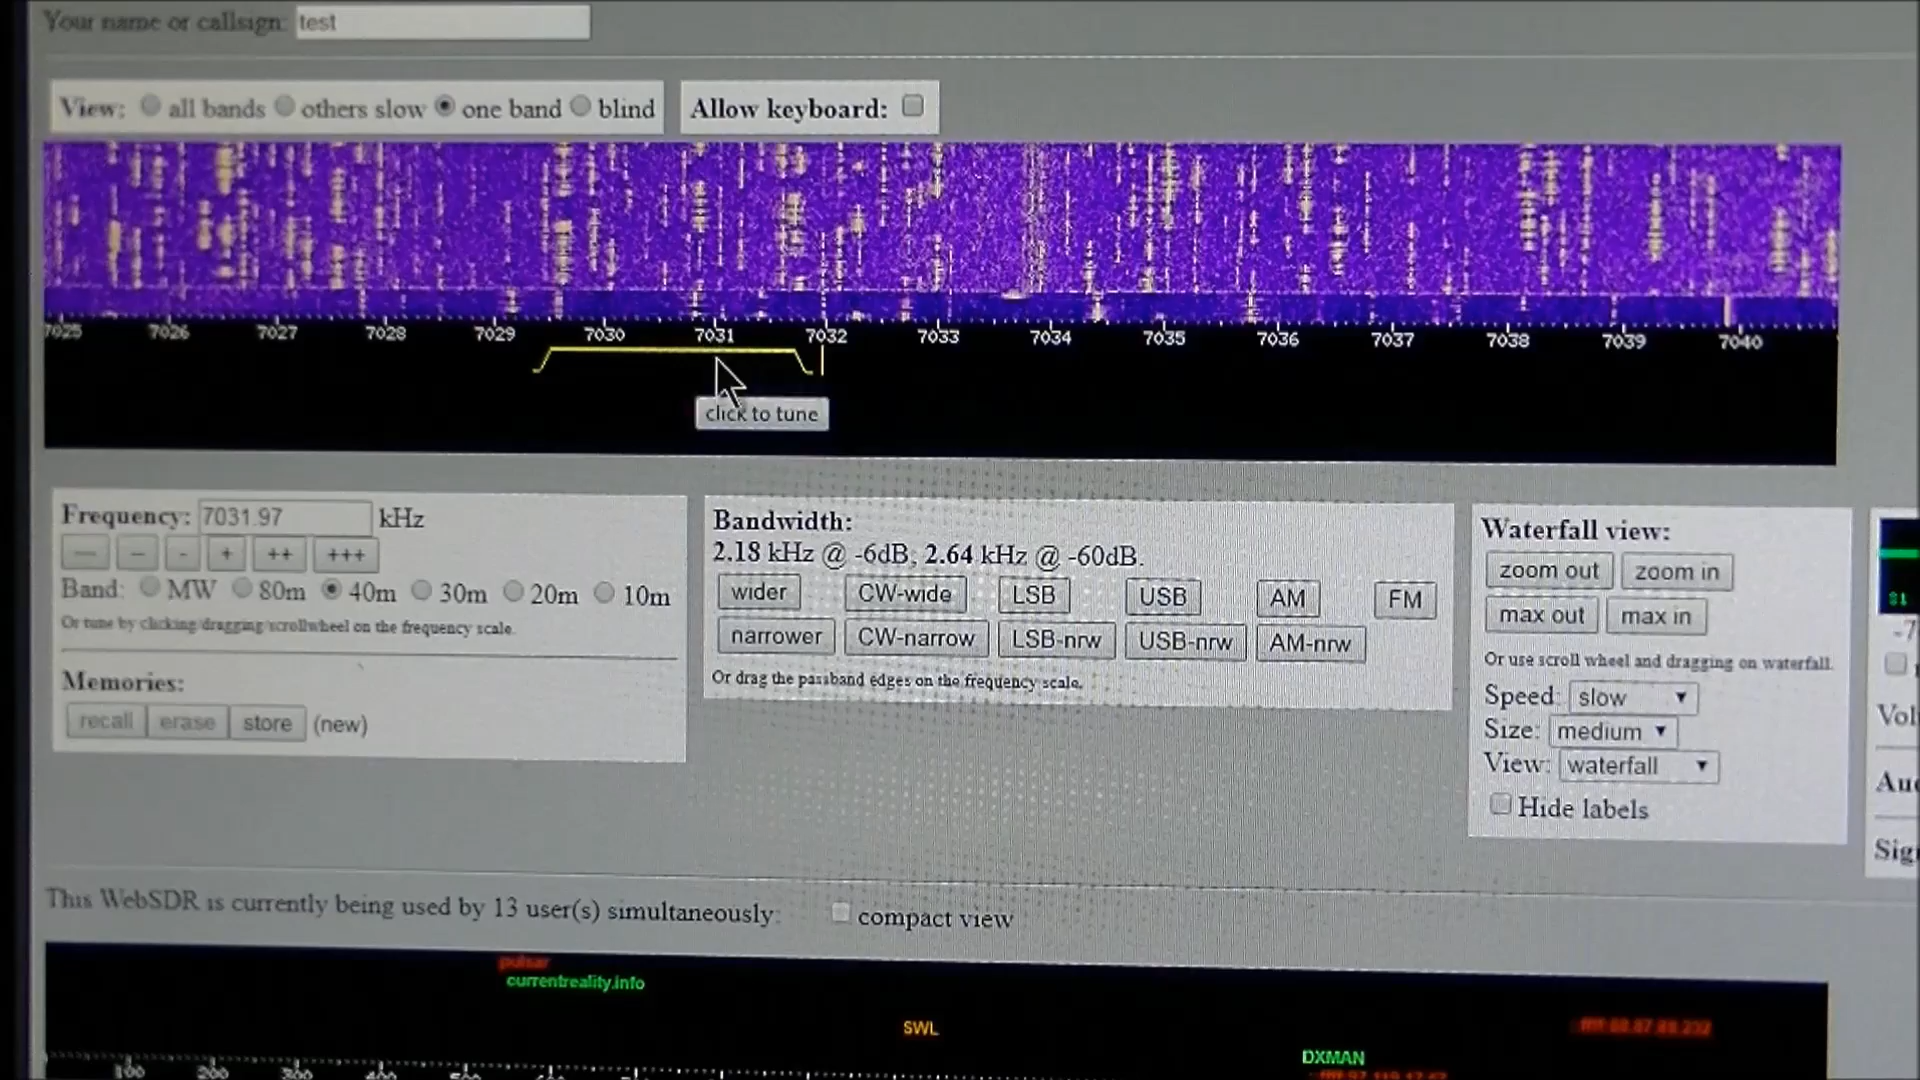 Your name or callsign: test
View: all bands others slow one band blind Allow keyboard:
7025 7026 7027 7028 7029 7030 7031 7032 7033 7034 7035 7036 7037 7038 7039 7040
click to tune
Frequency: 7031.97 kHz
--- -- - + ++ +++
Band: MW 80m 40m 30m 20m 10m
Or tune by clicking/dragging/scrollwheel on the frequency scale.
Memories:
recall erase store (new)
Bandwidth:
2.18 kHz @ -6dB; 2.64 kHz @ -60dB.
wider CW-wide LSB USB AM FM
narrower CW-narrow LSB-nrw USB-nrw AM-nrw
Or drag the passband edges on the frequency scale.
Waterfall view:
zoom out zoom in
max out max in
Or use scroll wheel and dragging on waterfall.
Speed: slow
Size: medium
View: waterfall
Hide labels
S1
-7
Vol
Sig
This WebSDR is currently being used by 13 user(s) simultaneously: compact view
pulsar
currentreality.info
SWL
DXMAN
100 200 300 400